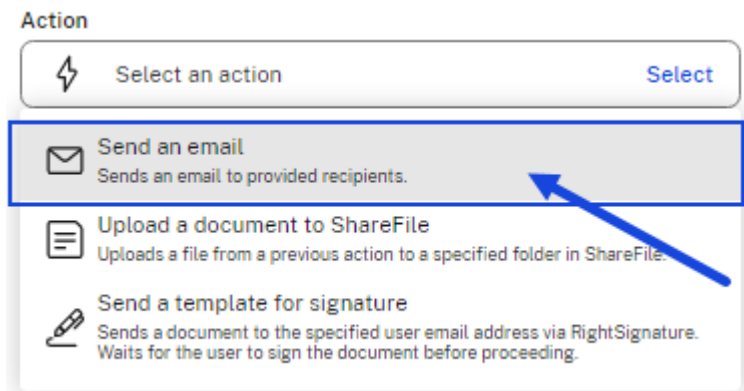 Action
Select an action Select
Send an email
Sends an email to provided recipients.
Upload a document to ShareFile
Uploads a file from a previous action to a specified folder in ShareFile.
Send a template for signature
Sends a document to the specified user email address via RightSignature.
Waits for the user to sign the document before proceeding.